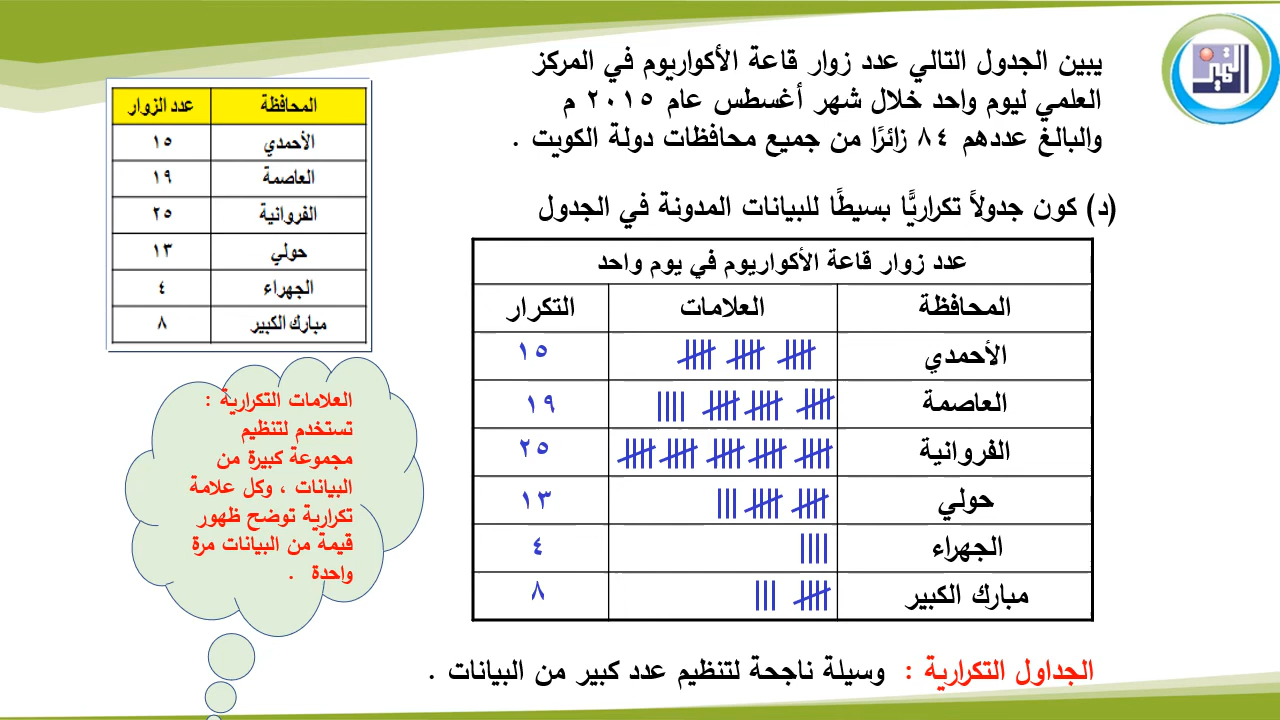 يبين الجدول التالي عدد زوار قاعة الأكواريوم في المركز
العلمي ليوم واحد خلال شهر أغسطس عام ٢٠١٥ م
والبالغ عددهم ٨٤ زائرًا من جميع محافظات دولة الكويت .
التميز
المحافظة عدد الزوار
الأحمدي ١٥
العاصمة ١٩
الفروانية ٢٥
حولي ١٣
الجهراء ٤
مبارك الكبير ٨
(د) كون جدولاً تكراريًّا بسيطًا للبيانات المدونة في الجدول
عدد زوار قاعة الأكواريوم في يوم واحد
المحافظة العلامات التكرار
الأحمدي ١٥
العاصمة ١٩
الفروانية ٢٥
حولي ١٣
الجهراء ٤
مبارك الكبير ٨
العلامات التكرارية :
تستخدم لتنظيم
مجموعة كبيرة من
البيانات ، وكل علامة
تكرارية توضح ظهور
قيمة من البيانات مرة
واحدة .
الجداول التكرارية : وسيلة ناجحة لتنظيم عدد كبير من البيانات .